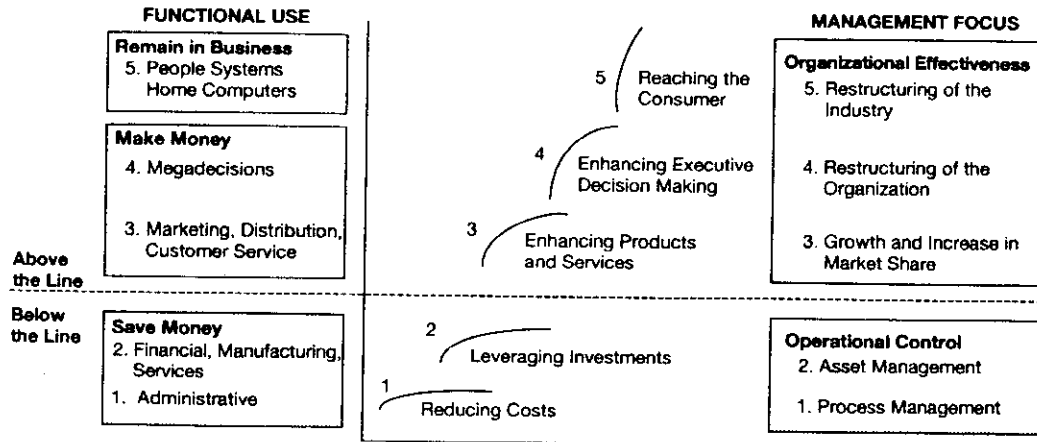 FUNCTIONAL USE
Remain in Business
5. People Systems
Home Computers
Make Money
4. Megadecisions
3. Marketing, Distribution,
Customer Service
Above
the Line
Below
the Line
Save Money
2. Financial, Manufacturing,
Services
1. Administrative
5
Reaching the
Consumer
4
Enhancing Executive
Decision Making
3
Enhancing Products
and Services
2
Leveraging Investments
1
Reducing Costs
MANAGEMENT FOCUS
Organizational Effectiveness
5. Restructuring of the
Industry
4. Restructuring of the
Organization
3. Growth and Increase in
Market Share
Operational Control
2. Asset Management
1. Process Management